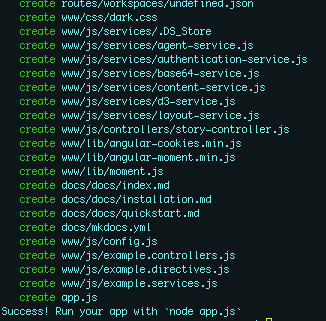 create routes/workspaces/undefined.json
create www/css/dark.css
create www/js/services/.DS_Store
create www/js/services/agent-service.js
create www/js/services/authentication-service.js
create www/js/services/base64-service.js
create www/js/services/content-service.js
create www/js/services/d3-service.js
create www/js/services/layout-service.js
create www/js/controllers/story-controller.js
create www/lib/angular-cookies.min.js
create www/lib/angular-moment.min.js
create www/lib/moment.js
create docs/docs/index.md
create docs/docs/installation.md
create docs/docs/quickstart.md
create docs/mkdocs.yml
create www/js/config.js
create www/js/example.controllers.js
create www/js/example.directives.js
create www/js/example.services.js
create app.js
Success! Run your app with `node app.js`